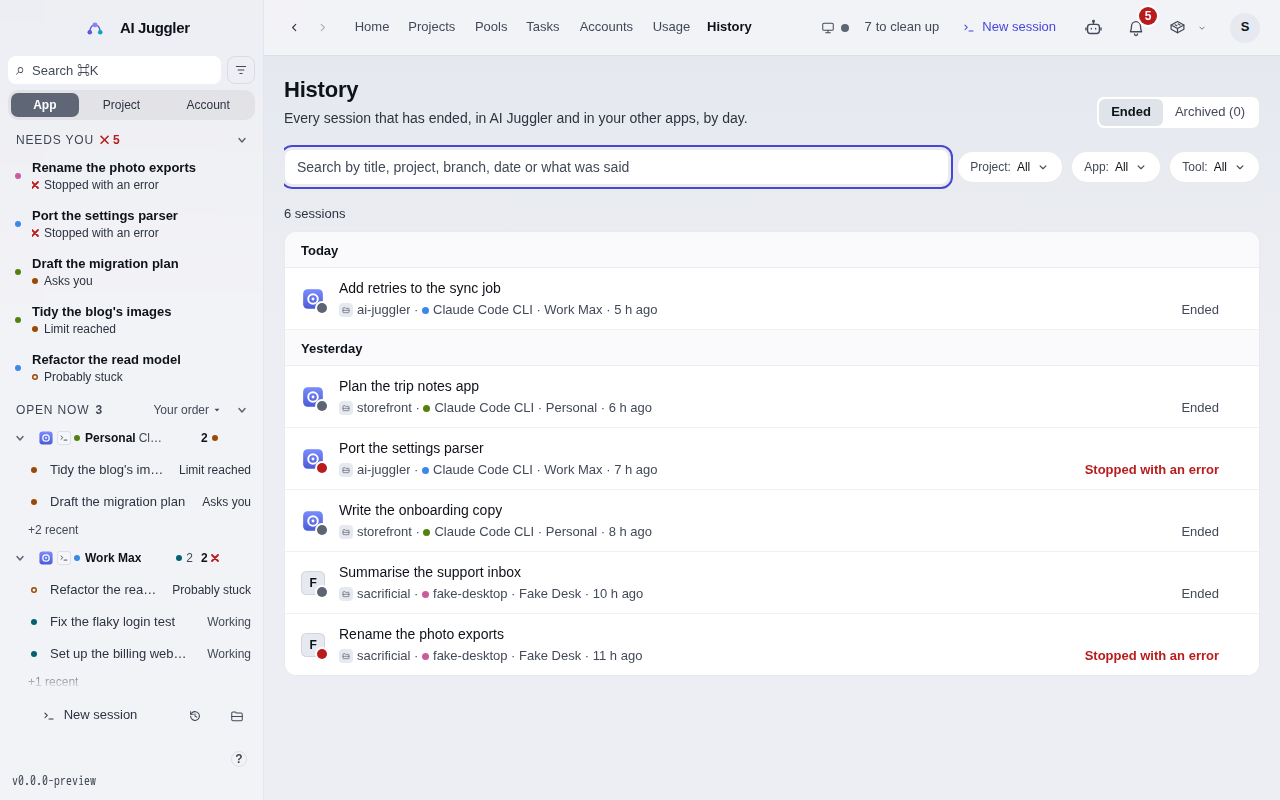 AI Juggler
Search ⌘K
App Project Account
NEEDS YOU 5
Rename the photo exports
Stopped with an error
Port the settings parser
Stopped with an error
Draft the migration plan
Asks you
Tidy the blog's images
Limit reached
Refactor the read model
Probably stuck
OPEN NOW 3 Your order
Personal Cl… 2
Tidy the blog's im… Limit reached
Draft the migration plan Asks you
+2 recent
Work Max 2 2
Refactor the rea… Probably stuck
Fix the flaky login test Working
Set up the billing web… Working
+1 recent
New session
?
v0.0.0-preview
Home Projects Pools Tasks Accounts Usage History
7 to clean up
New session
5
S
History
Every session that has ended, in AI Juggler and in your other apps, by day.
Ended Archived (0)
Search by title, project, branch, date or what was said
Project: All App: All Tool: All
6 sessions
Today
Add retries to the sync job
ai-juggler · Claude Code CLI · Work Max · 5 h ago Ended
Yesterday
Plan the trip notes app
storefront · Claude Code CLI · Personal · 6 h ago Ended
Port the settings parser
ai-juggler · Claude Code CLI · Work Max · 7 h ago Stopped with an error
Write the onboarding copy
storefront · Claude Code CLI · Personal · 8 h ago Ended
F
Summarise the support inbox
sacrificial · fake-desktop · Fake Desk · 10 h ago Ended
F
Rename the photo exports
sacrificial · fake-desktop · Fake Desk · 11 h ago Stopped with an error